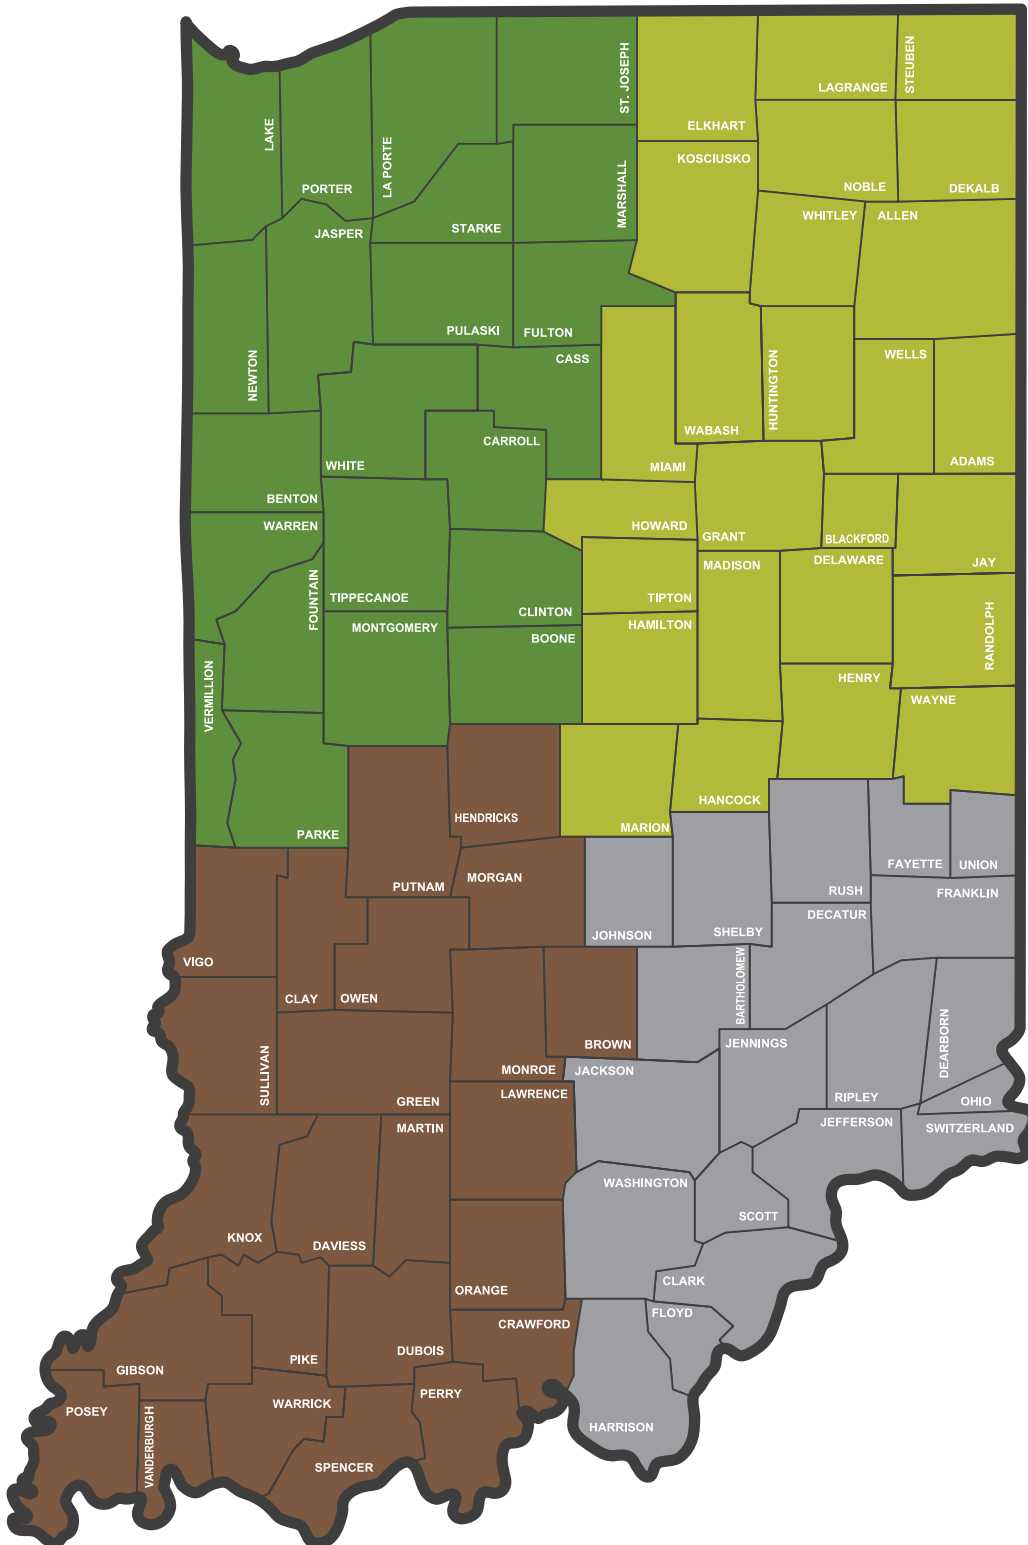 LAKE
PORTER
LA PORTE
ST. JOSEPH
ELKHART
LAGRANGE
STEUBEN
JASPER
STARKE
MARSHALL
KOSCIUSKO
NOBLE
DEKALB
WHITLEY
ALLEN
NEWTON
PULASKI
FULTON
CASS
WABASH
HUNTINGTON
WELLS
ADAMS
WHITE
CARROLL
MIAMI
BENTON
WARREN
HOWARD
GRANT
BLACKFORD
JAY
FOUNTAIN
TIPPECANOE
CLINTON
TIPTON
MADISON
DELAWARE
MONTGOMERY
BOONE
HAMILTON
RANDOLPH
VERMILLION
HENRY
WAYNE
PARKE
HENDRICKS
MARION
HANCOCK
PUTNAM
MORGAN
RUSH
FAYETTE
UNION
FRANKLIN
VIGO
CLAY
OWEN
JOHNSON
SHELBY
DECATUR
BARTHOLOMEW
SULLIVAN
GREEN
MONROE
BROWN
JACKSON
JENNINGS
RIPLEY
DEARBORN
OHIO
SWITZERLAND
MARTIN
LAWRENCE
JEFFERSON
KNOX
DAVIESS
WASHINGTON
SCOTT
ORANGE
CLARK
GIBSON
PIKE
DUBOIS
CRAWFORD
FLOYD
POSEY
VANDERBURGH
WARRICK
SPENCER
PERRY
HARRISON